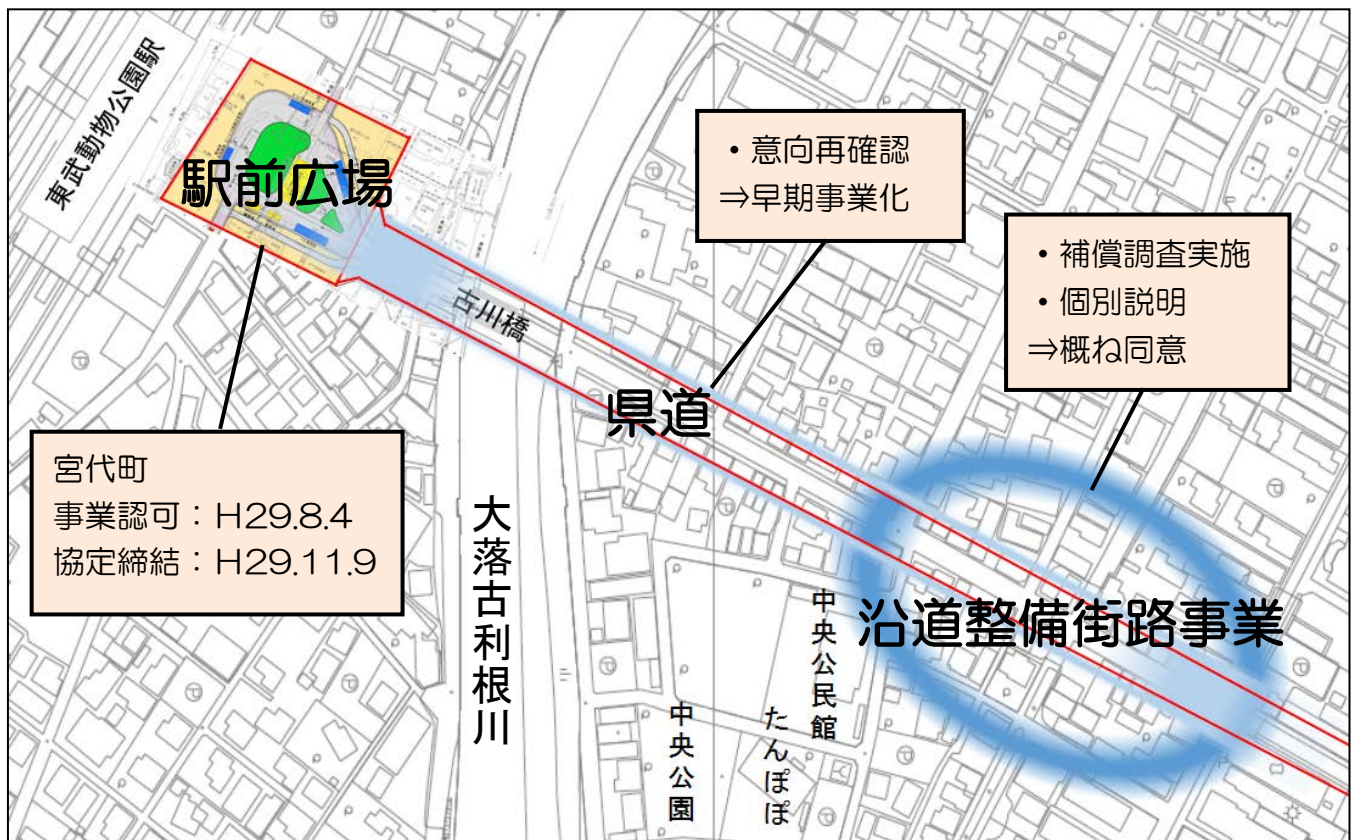 東武動物公園駅
駅前広場
・意向再確認
⇒早期事業化
・補償調査実施
・個別説明
⇒概ね同意
古川橋
県道
宮代町
事業認可：H29.8.4
協定締結：H29.11.9
大落古利根川
沿道整備街路事業
中央公民館
たんぽぽ
中央公園